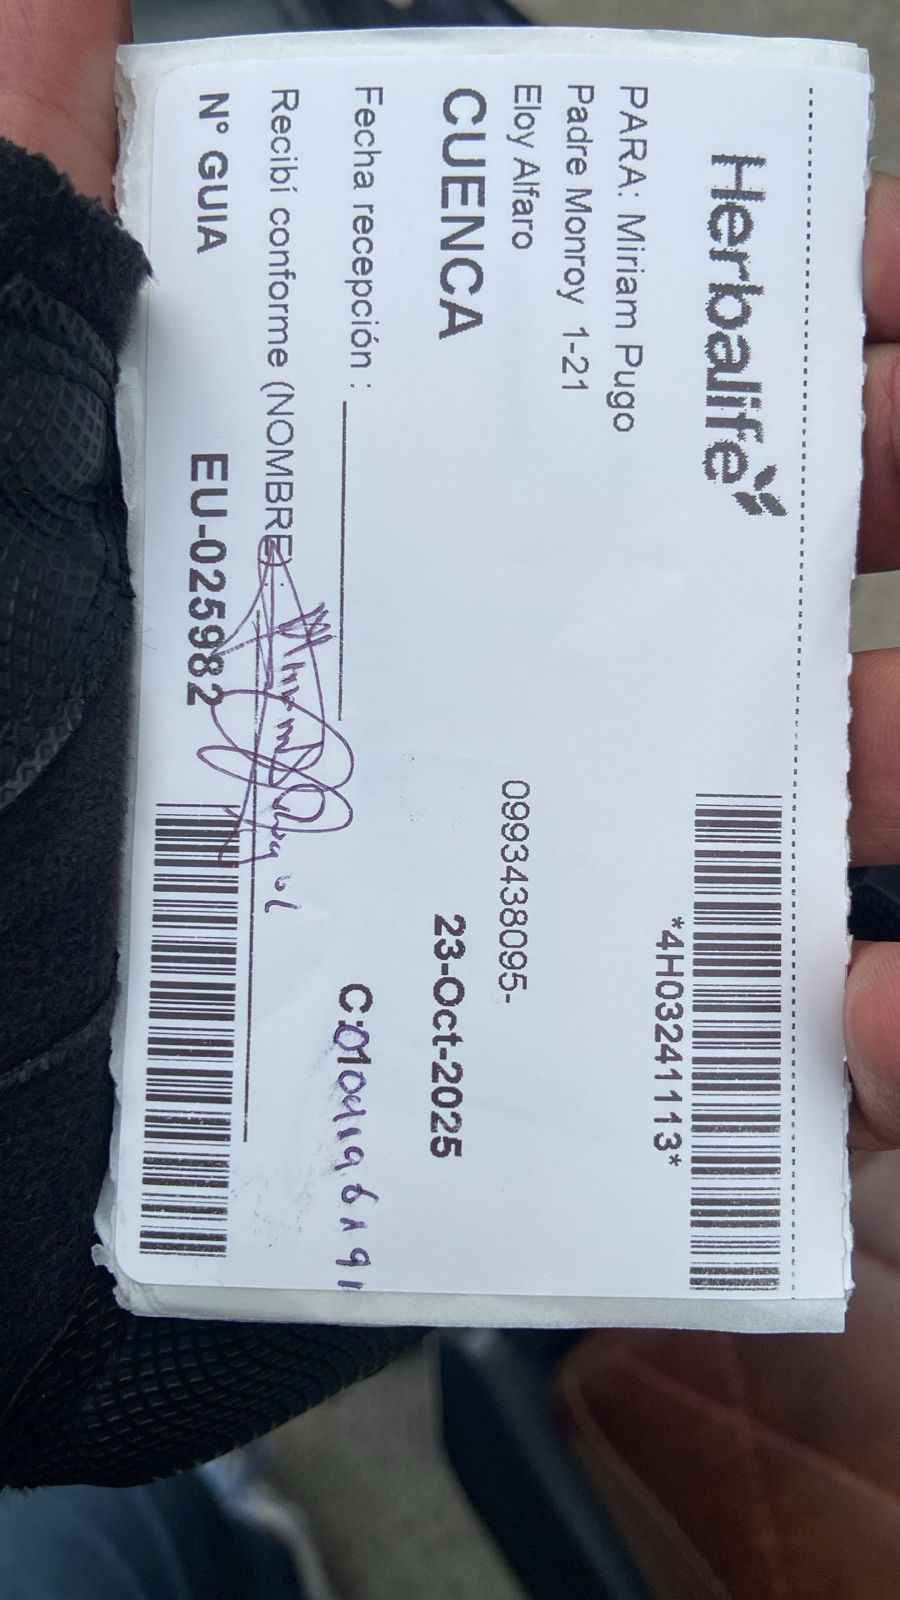 Herbalife
*4H03241113*
PARA: Miriam Pugo
Padre Monroy 1-21
Eloy Alfaro
0993438095-
CUENCA
23-Oct-2025
Fecha recepción :
C:
Recibí conforme (NOMBRE):
N° GUIA EU-025982